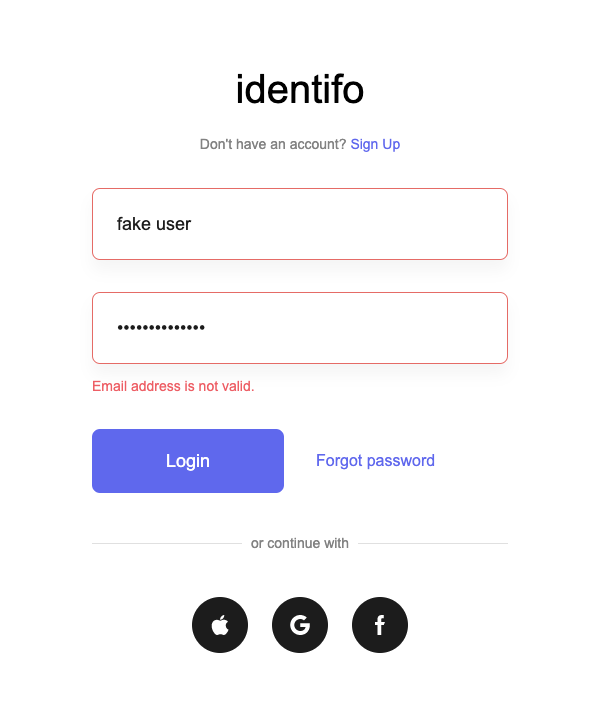 identifo
Don't have an account? Sign Up
fake user
••••••••••••••
Email address is not valid.
Login
Forgot password
or continue with